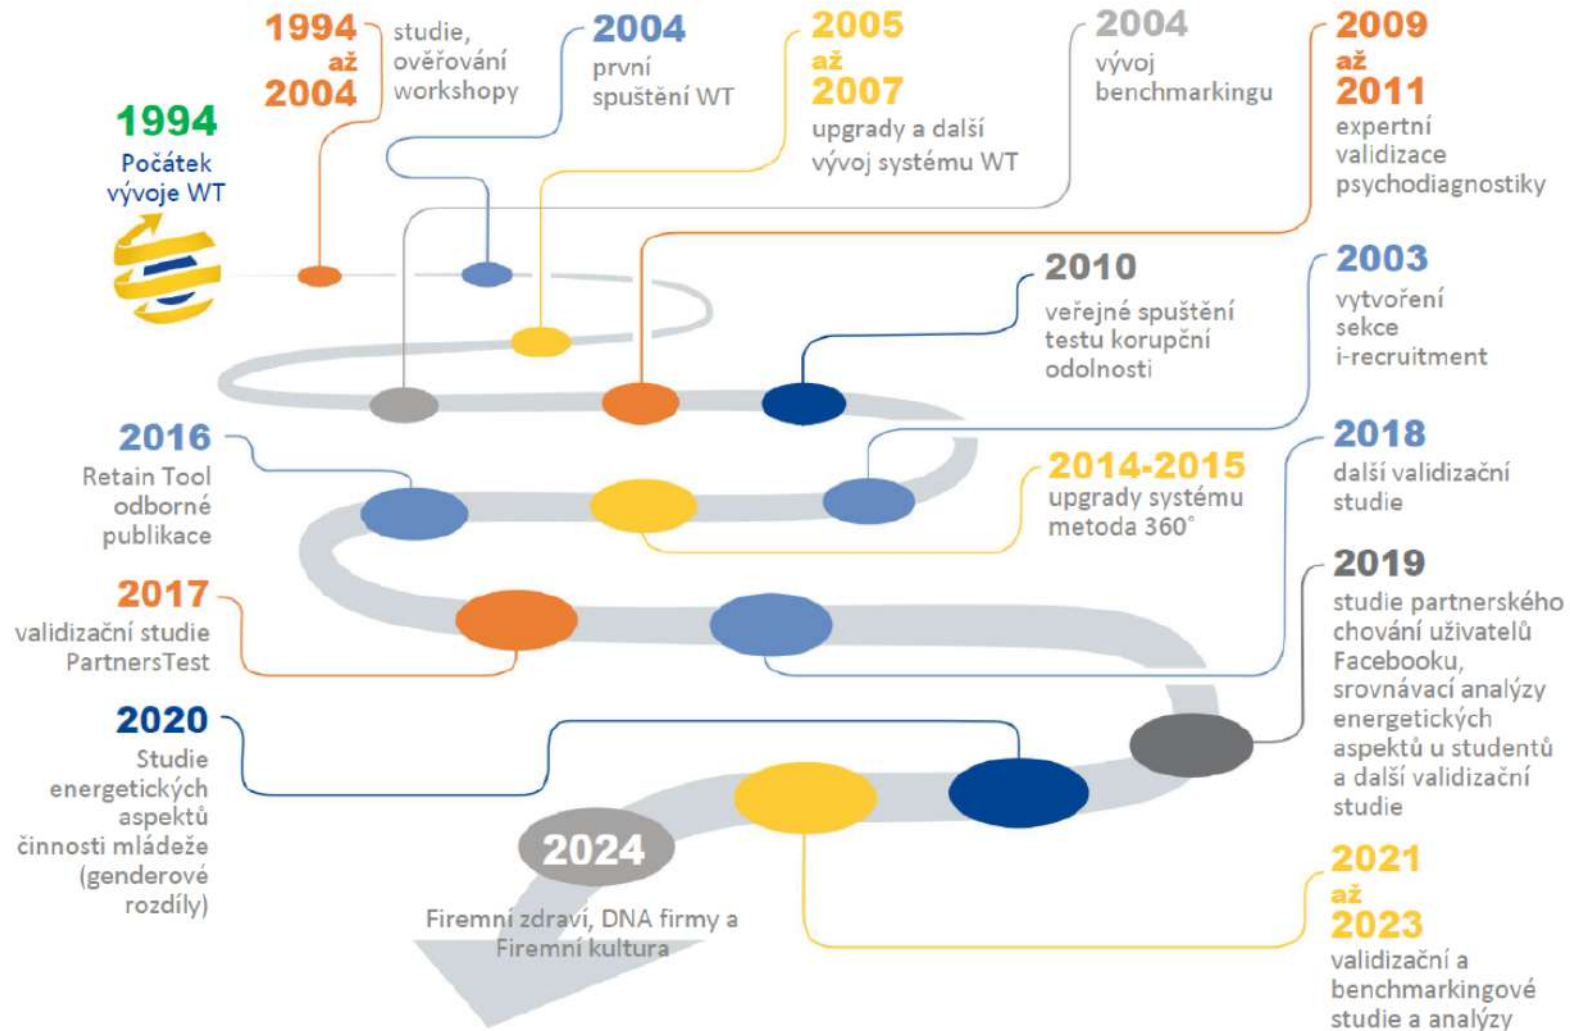 1994
Počátek
vývoje WT
1994
až
2004
studie,
ověřování
workshopy
2004
první
spuštění WT
2005
až
2007
upgrady a další
vývoj systému WT
2004
vývoj
benchmarkingu
2009
až
2011
expertní
validizace
psychodiagnostiky
2010
veřejné spuštění
testu korupční
odolnosti
2003
vytvoření
sekce
i-recruitment
2014-2015
upgrady systému
metoda 360°
2016
Retain Tool
odborné
publikace
2017
validizační studie
PartnersTest
2018
další validizační
studie
2019
studie partnerského
chování uživatelů
Facebooku,
srovnávací analýzy
energetických
aspektů u studentů
a další validizační
studie
2020
Studie
energetických
aspektů
činnosti mládeže
(genderové
rozdíly)
2021
až
2023
validizační a
benchmarkingové
studie a analýzy
2024
Firemní zdraví, DNA firmy a
Firemní kultura